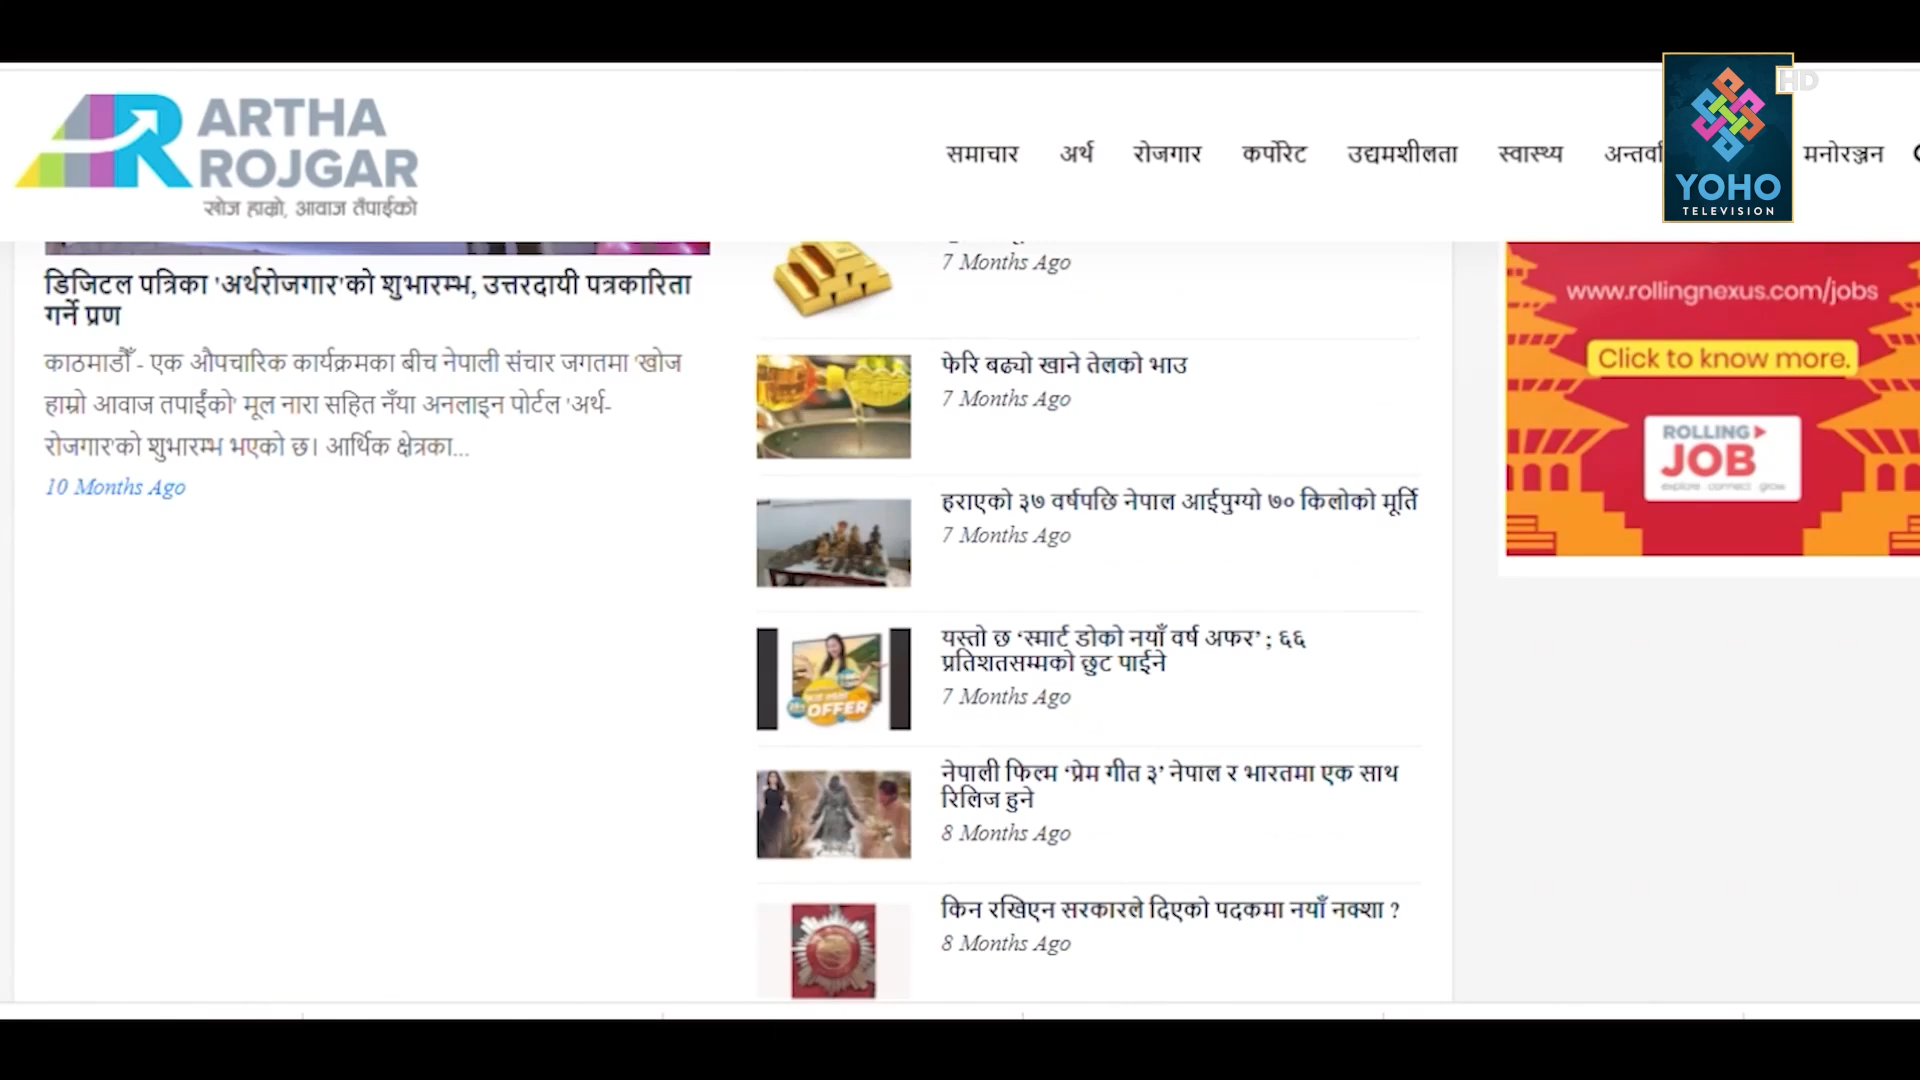 ARTHA
ROJGAR
खोज हाम्रो, आवाज तँपाईको
समाचार
अर्थ
रोजगार
कर्पोरेट
उद्यमशीलता
स्वास्थ्य
मनोरञ्जन
HD
YOHO
TELEVISION
डिजिटल पत्रिका 'अर्थरोजगार'को शुभारम्भ, उत्तरदायी पत्रकारिता
गर्ने प्रण
काठमाडौँ - एक औपचारिक कार्यक्रमका बीच नेपाली संचार जगतमा 'खोज
हाम्रो आवाज तपाईंको' मूल नारा सहित नँया अनलाइन पोर्टल 'अर्थ-
रोजगार'को शुभारम्भ भएको छ। आर्थिक क्षेत्रका...
10 Months Ago
7 Months Ago
फेरि बढ्यो खाने तेलको भाउ
7 Months Ago
हराएको ३७ वर्षपछि नेपाल आईपुग्यो ७० किलोको मूर्ति
7 Months Ago
OFFER
यस्तो छ ‘स्मार्ट डोको नयाँ वर्ष अफर’ ; ६६
प्रतिशतसम्मको छुट पाईने
7 Months Ago
नेपाली फिल्म ‘प्रेम गीत ३’ नेपाल र भारतमा एक साथ
रिलिज हुने
8 Months Ago
किन रखिएन सरकारले दिएको पदकमा नयाँ नक्शा ?
8 Months Ago
www.rollingnexus.com/jobs
Click to know more.
ROLLING
JOB
explore . connect . grow